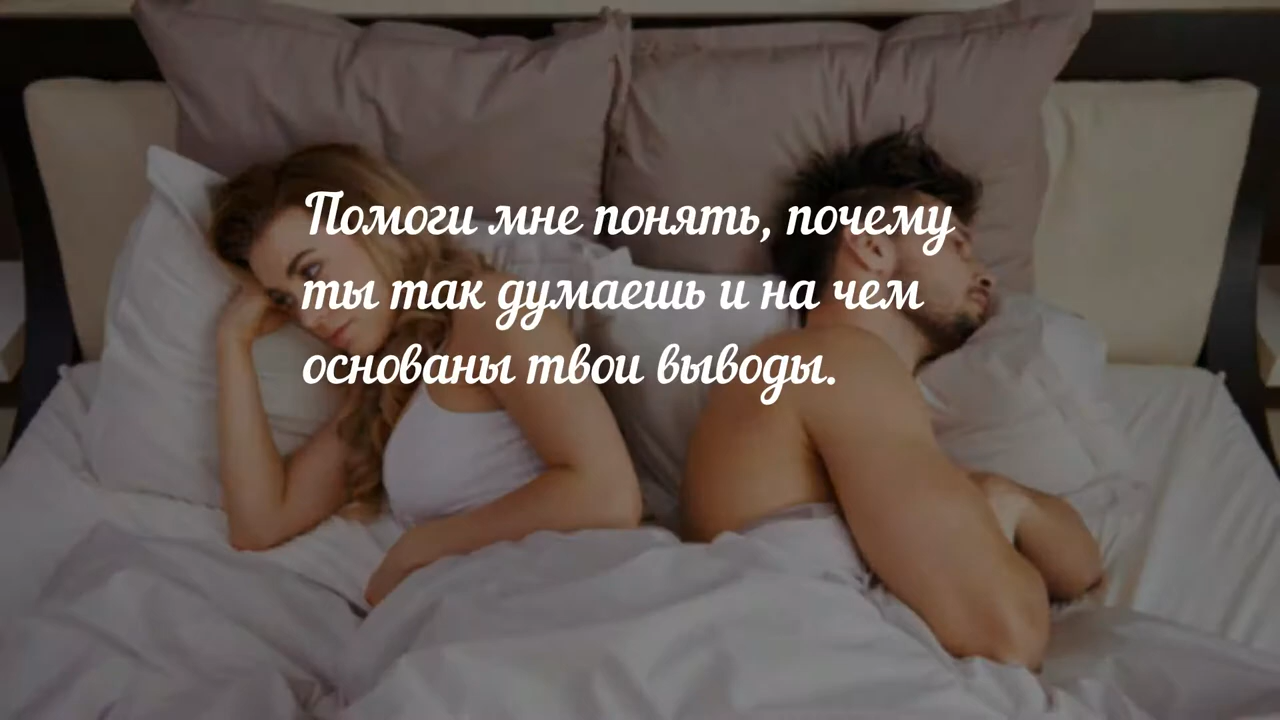 Помоги мне понять, почему
ты так думаешь и на чем
основаны твои выводы.